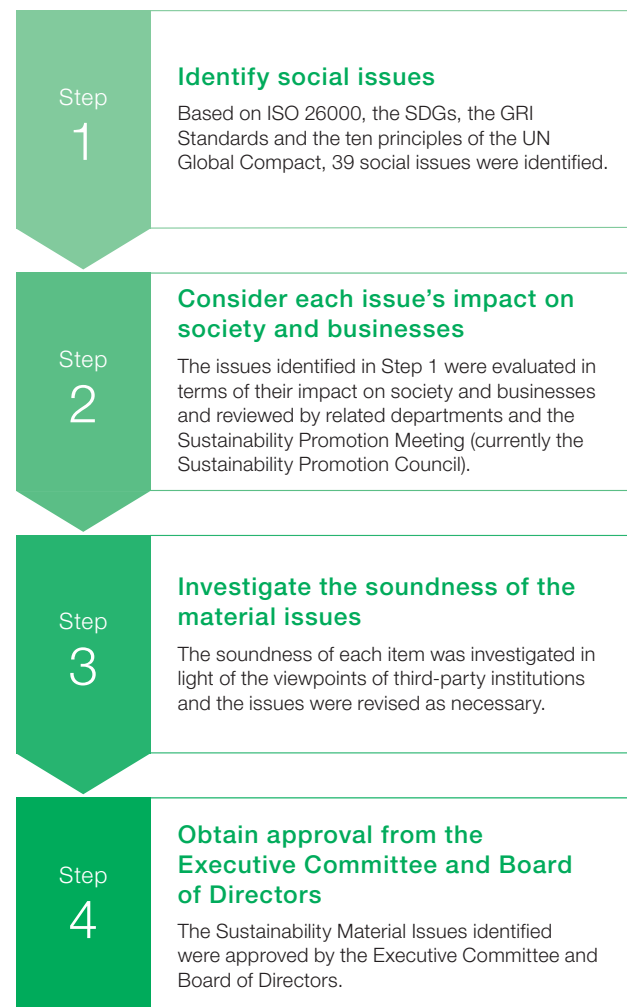 Step
1
Identify social issues
Based on ISO 26000, the SDGs, the GRI
Standards and the ten principles of the UN
Global Compact, 39 social issues were identified.
Step
2
Consider each issue's impact on
society and businesses
The issues identified in Step 1 were evaluated in
terms of their impact on society and businesses
and reviewed by related departments and the
Sustainability Promotion Meeting (currently the
Sustainability Promotion Council).
Step
3
Investigate the soundness of the
material issues
The soundness of each item was investigated in
light of the viewpoints of third-party institutions
and the issues were revised as necessary.
Step
4
Obtain approval from the
Executive Committee and Board
of Directors
The Sustainability Material Issues identified
were approved by the Executive Committee and
Board of Directors.